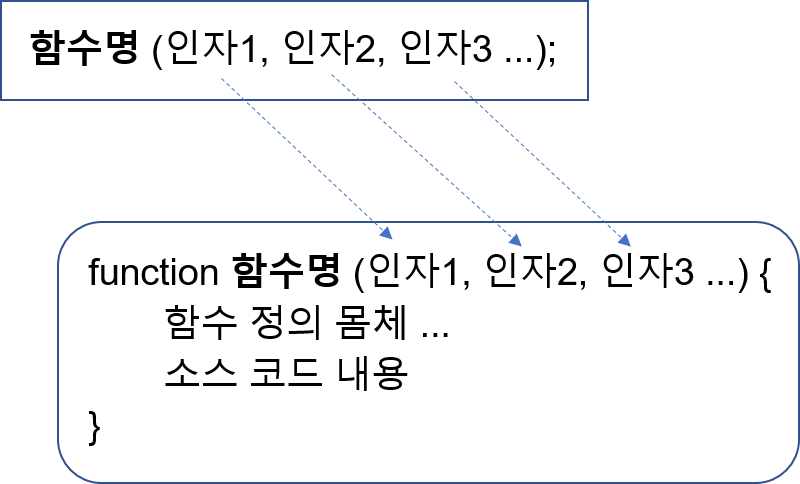 함수명 (인자1, 인자2, 인자3 ...);
function 함수명 (인자1, 인자2, 인자3 ...) {
함수 정의 몸체 ...
소스 코드 내용
}